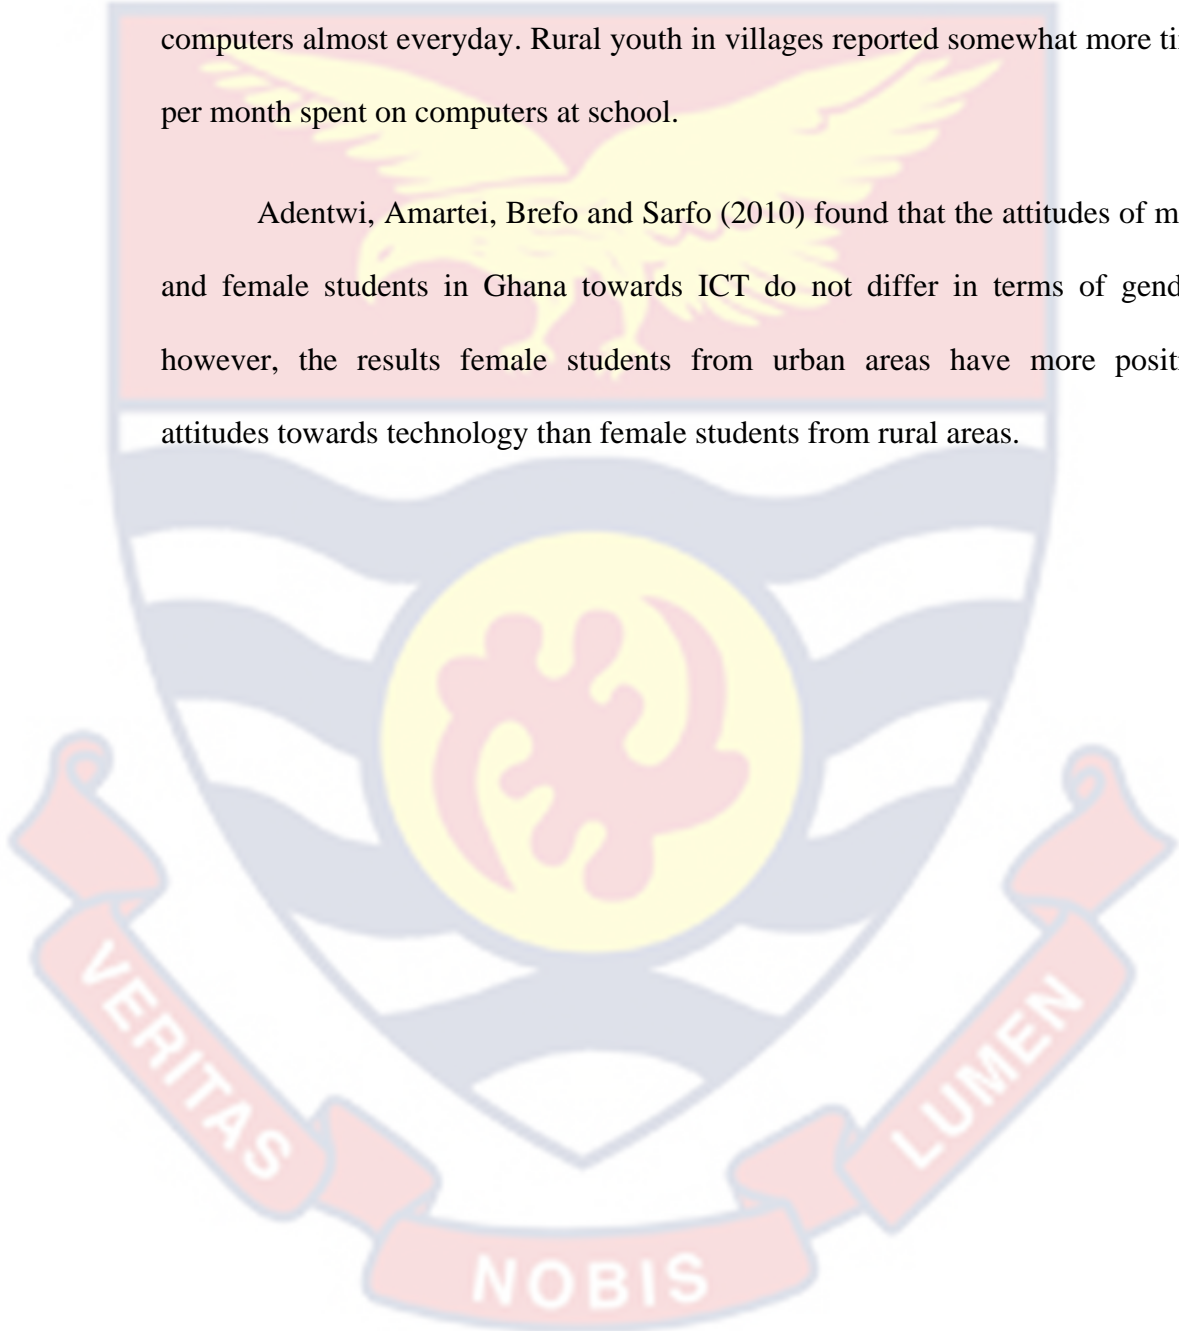 computers almost everyday. Rural youth in villages reported somewhat more
per month spent on computers at school.
Adentwi, Amartei, Brefo and Sarfo (2010) found that the attitudes of
and female students in Ghana towards ICT do not differ in terms of
however, the results female students from urban areas have more
attitudes towards technology than female students from rural areas.
VERITAS
NOBIS
LUMEN